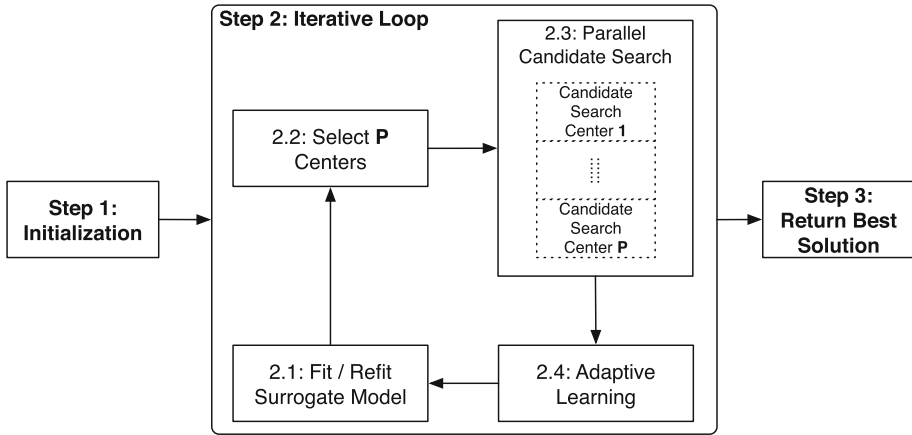 Step 1:
Initialization
Step 2: Iterative Loop
2.1: Fit / Refit
Surrogate Model
2.2: Select P
Centers
2.3: Parallel
Candidate Search
Candidate
Search
Center 1
Candidate
Search
Center P
2.4: Adaptive
Learning
Step 3:
Return Best
Solution